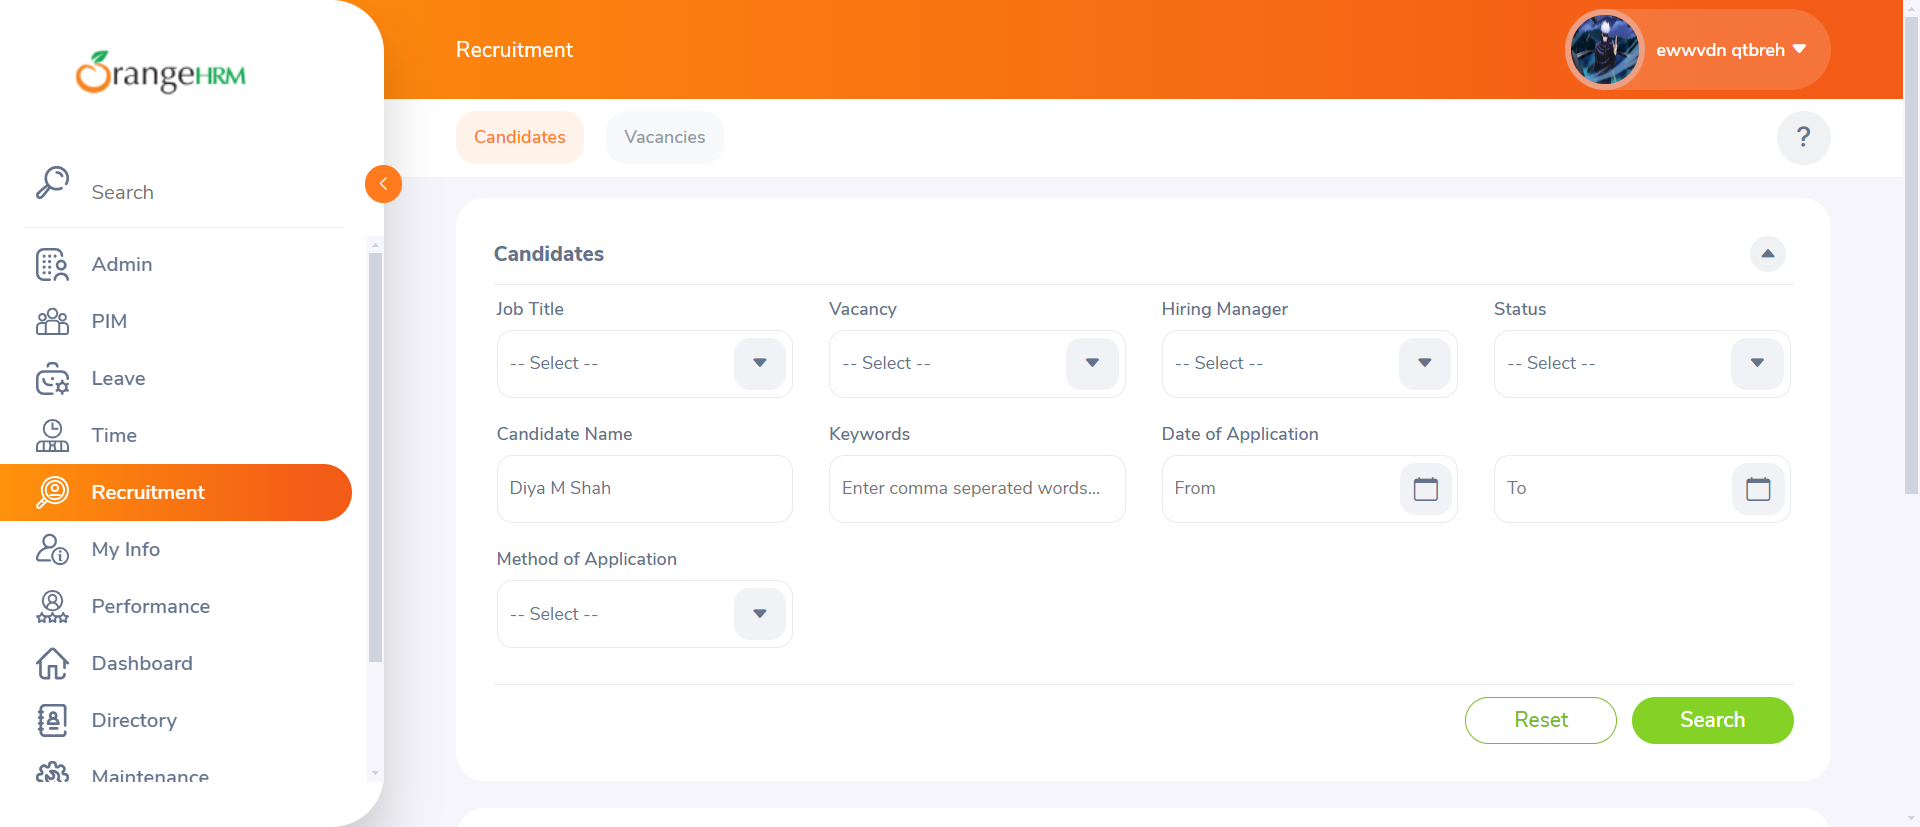 OrangeHRM
Recruitment
ewwvdn qtbreh
Candidates
Vacancies
?
Search
Admin
PIM
Leave
Time
Recruitment
My Info
Performance
Dashboard
Directory
Maintenance
Candidates
Job Title
Vacancy
Hiring Manager
Status
-- Select --
-- Select --
-- Select --
-- Select --
Candidate Name
Keywords
Date of Application
Diya M Shah
Enter comma seperated words...
From
To
Method of Application
-- Select --
Reset
Search